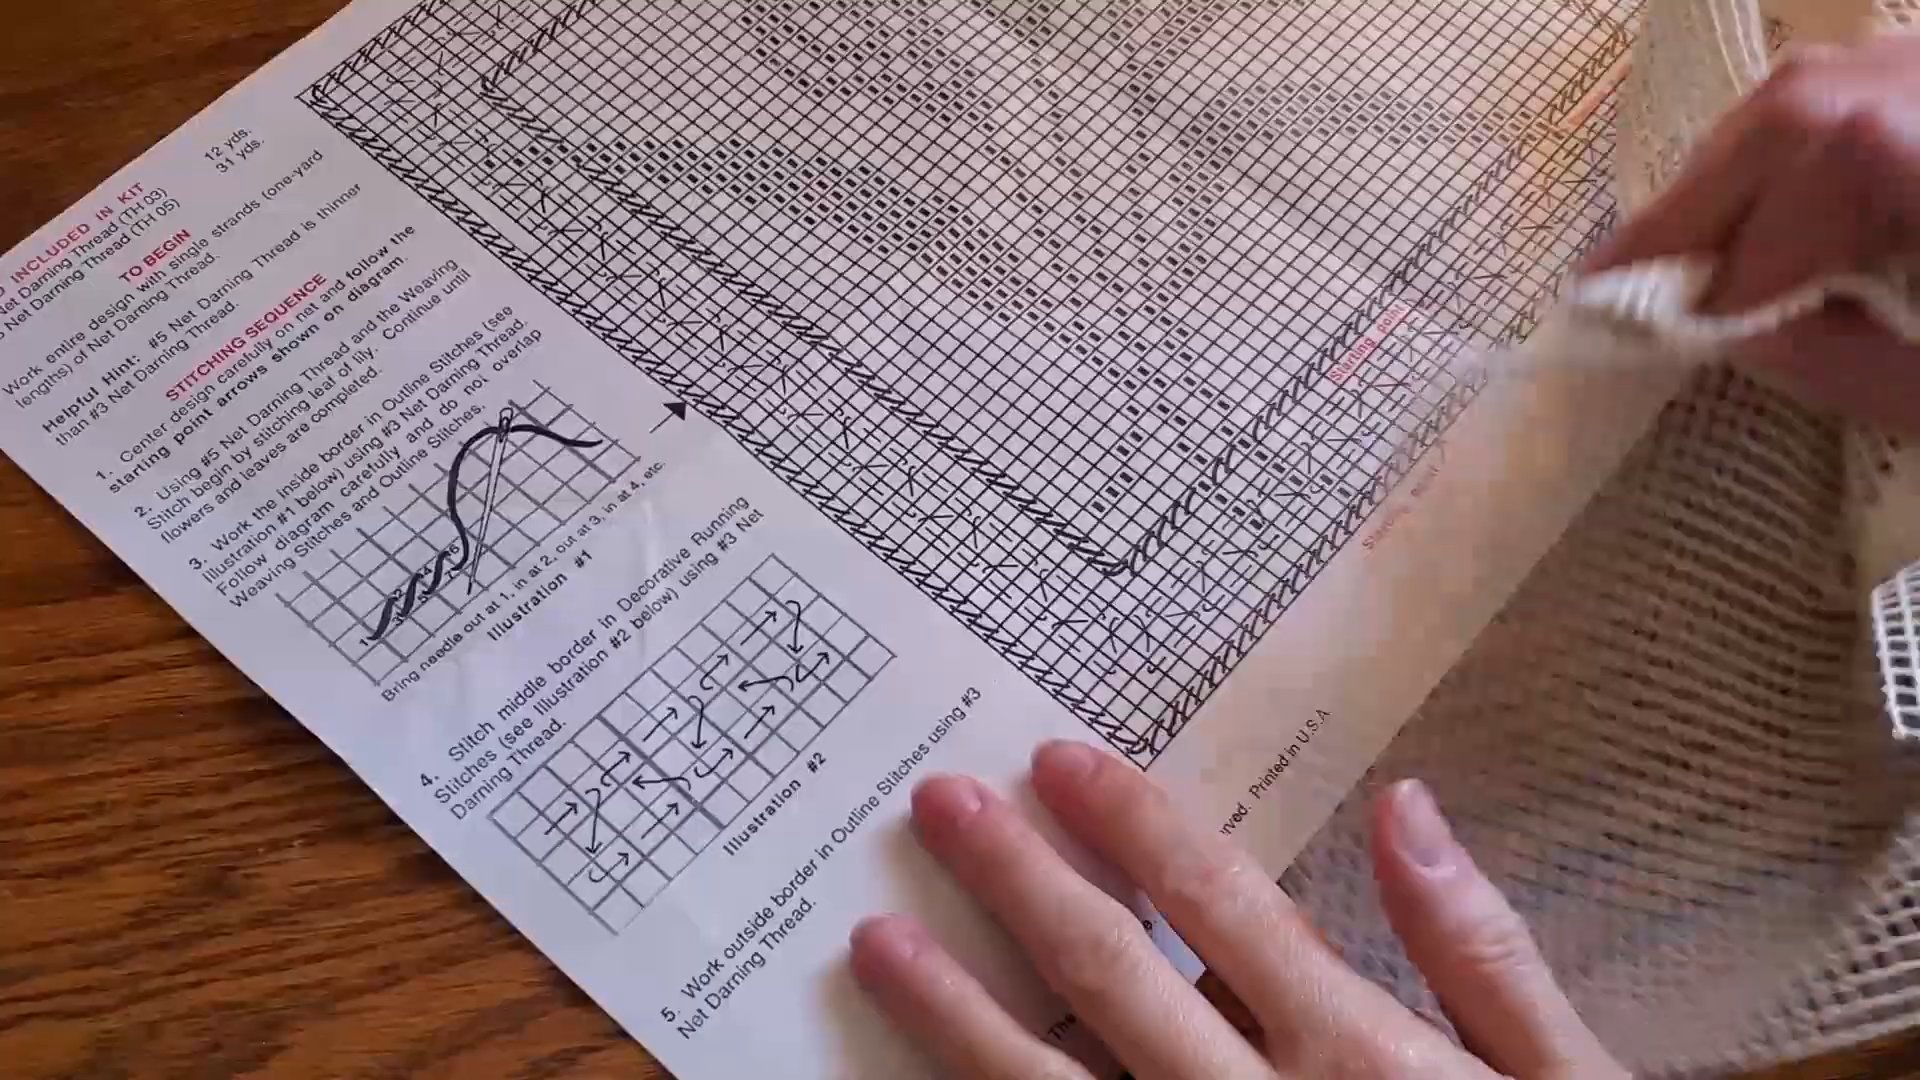 INCLUDED IN KIT
Net Darning Thread (TH 03)
Net Darning Thread (TH 05)
12 yds.
31 yds.
TO BEGIN
Work entire design with single strands (one-yard
lengths) of Net Darning Thread.
Helpful Hint: #5 Net Darning Thread is thinner
than #3 Net Darning Thread.
STITCHING SEQUENCE
1. Center design carefully on net and follow the
starting point arrows shown on diagram.
2. Using #5 Net Darning Thread and the Weaving
Stitch begin by stitching leaf of lily. Continue until
flowers and leaves are completed.
3. Work the inside border in Outline Stitches (see
Illustration #1 below) using #3 Net Darning Thread.
Follow diagram carefully and do not overlap
Weaving Stitches and Outline Stitches.
Bring needle out at 1, in at 2, out at 3, in at 4, etc.
Illustration #1
4. Stitch middle border in Decorative Running
Stitches (see Illustration #2 below) using #3 Net
Darning Thread.
Illustration #2
5. Work outside border in Outline Stitches using #3
Net Darning Thread.
Starting point
Printed in U.S.A